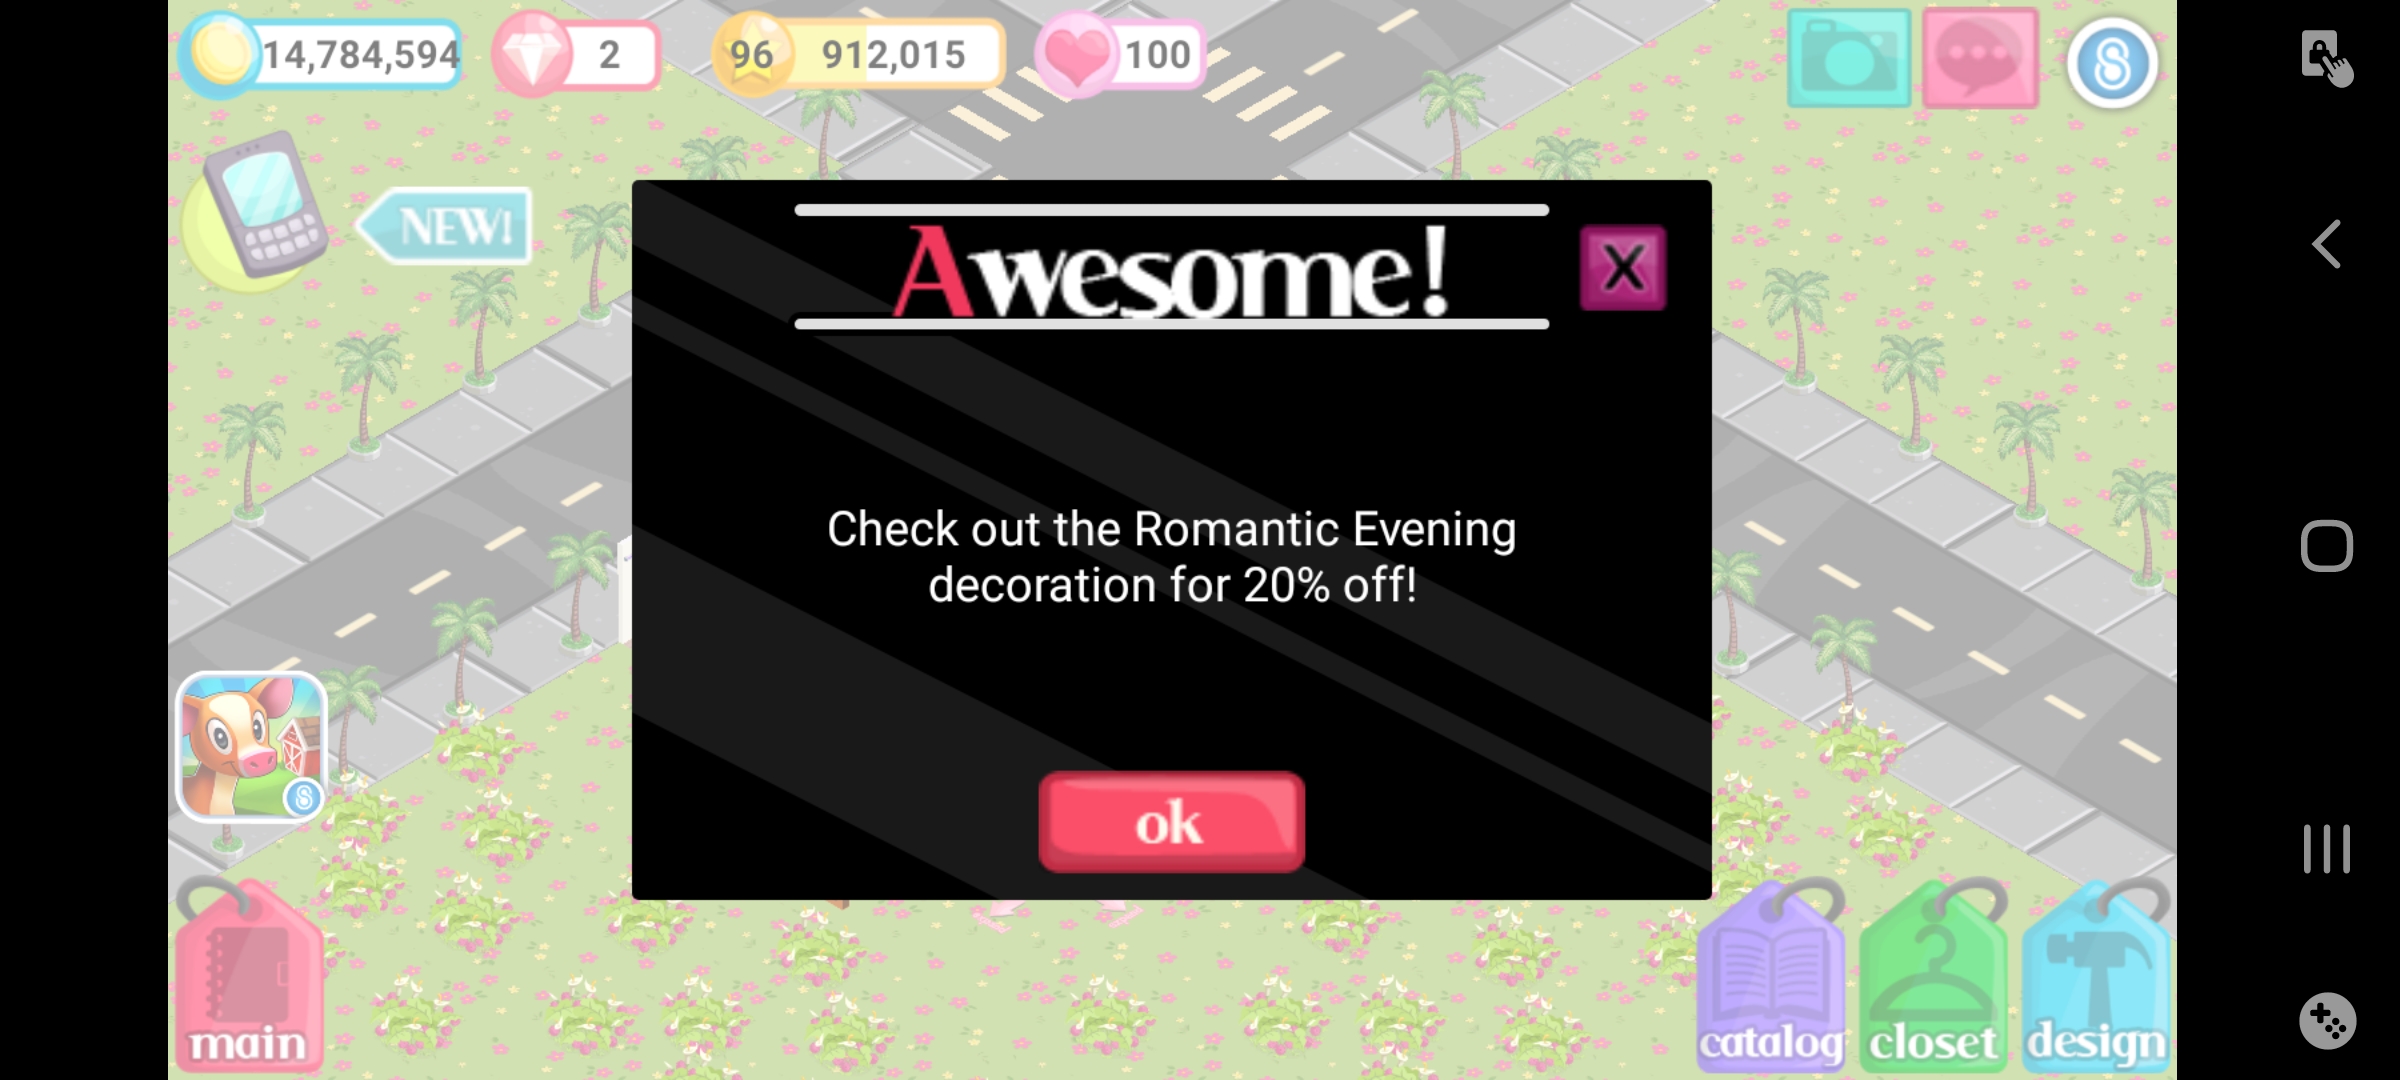 14,784,594
2
96
912,015
100
NEW!
Awesome!
X
Check out the Romantic Evening
decoration for 20% off!
ok
main
catalog
closet
design